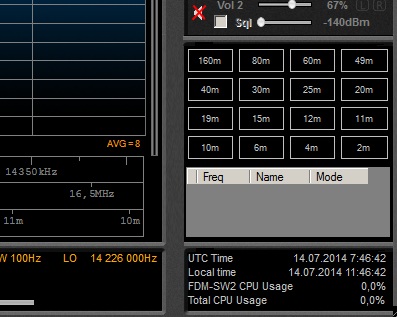 Vol 2 67% L R
Sql -140dBm
160m 80m 60m 49m
40m 30m 25m 20m
19m 15m 12m 11m
10m 6m 4m 2m
AVG=8
14350kHz
16,5MHz
11m 10m
Freq Name Mode
W 100Hz LO 14 226 000Hz
UTC Time 14.07.2014 7:46:42
Local time 14.07.2014 11:46:42
FDM-SW2 CPU Usage 0,0%
Total CPU Usage 0,0%